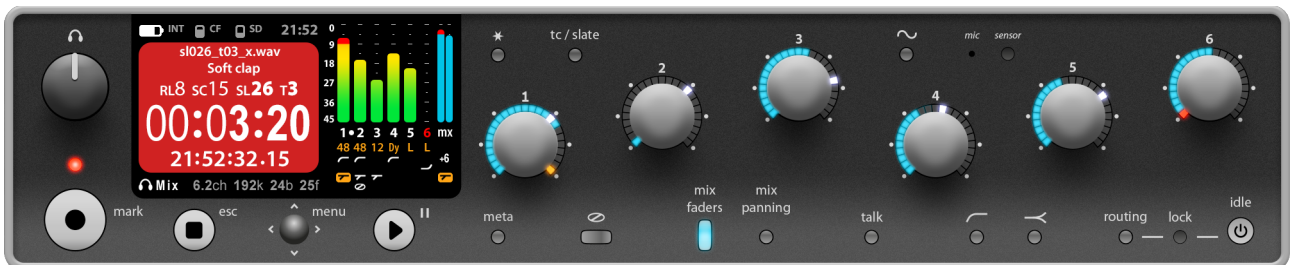 INT CF SD 21:52
sl026_t03_x.wav
Soft clap
RL8 SC15 SL26 T3
00:03:20
21:52:32.15
Mix 6.2ch 192k 24b 25f
0
9
18
27
36
45
1 2 3 4 5 6 mx
48 48 12 Dy L L
+6
tc / slate
mic sensor
1
2
3
4
5
6
mark
esc
menu
meta
mix
faders
mix
panning
talk
routing
lock
idle